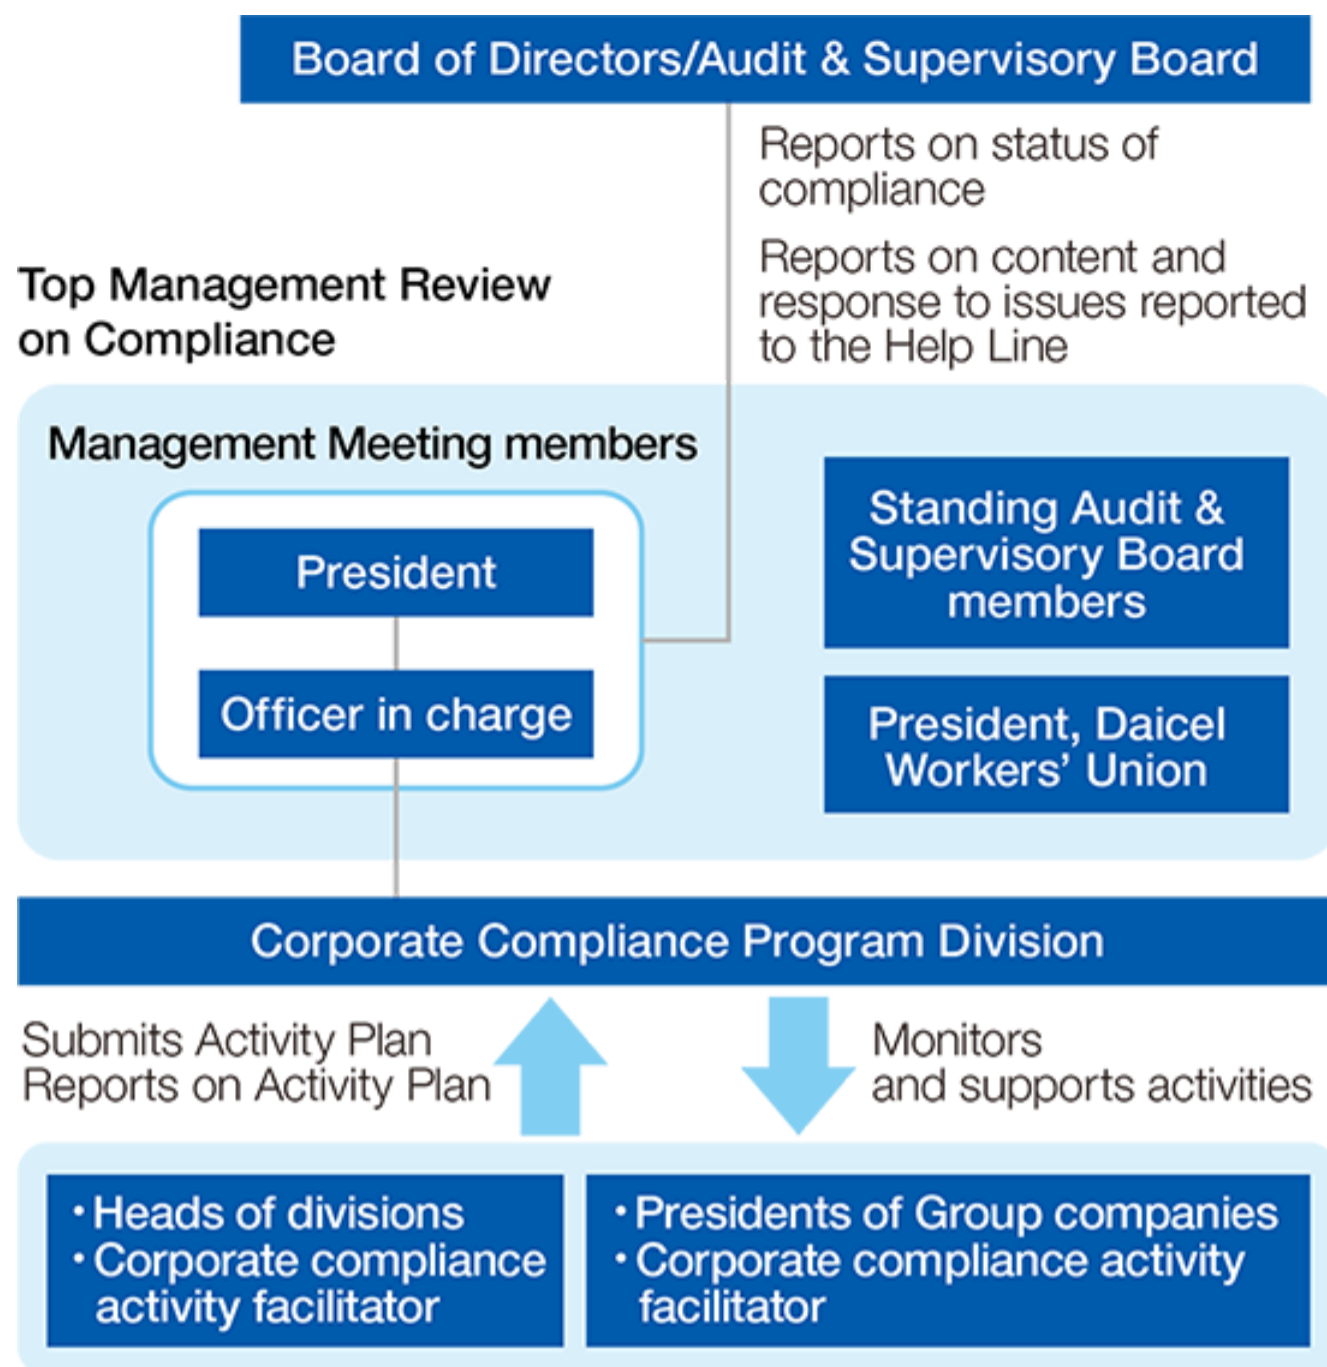 Board of Directors/Audit & Supervisory Board
Reports on status of
compliance
Reports on content and
response to issues reported
to the Help Line
Top Management Review
on Compliance
Management Meeting members
President
Officer in charge
Standing Audit &
Supervisory Board
members
President, Daicel
Workers’ Union
Corporate Compliance Program Division
Submits Activity Plan
Reports on Activity Plan
Monitors
and supports activities
・Heads of divisions
・Corporate compliance
activity facilitator
・Presidents of Group companies
・Corporate compliance activity
facilitator